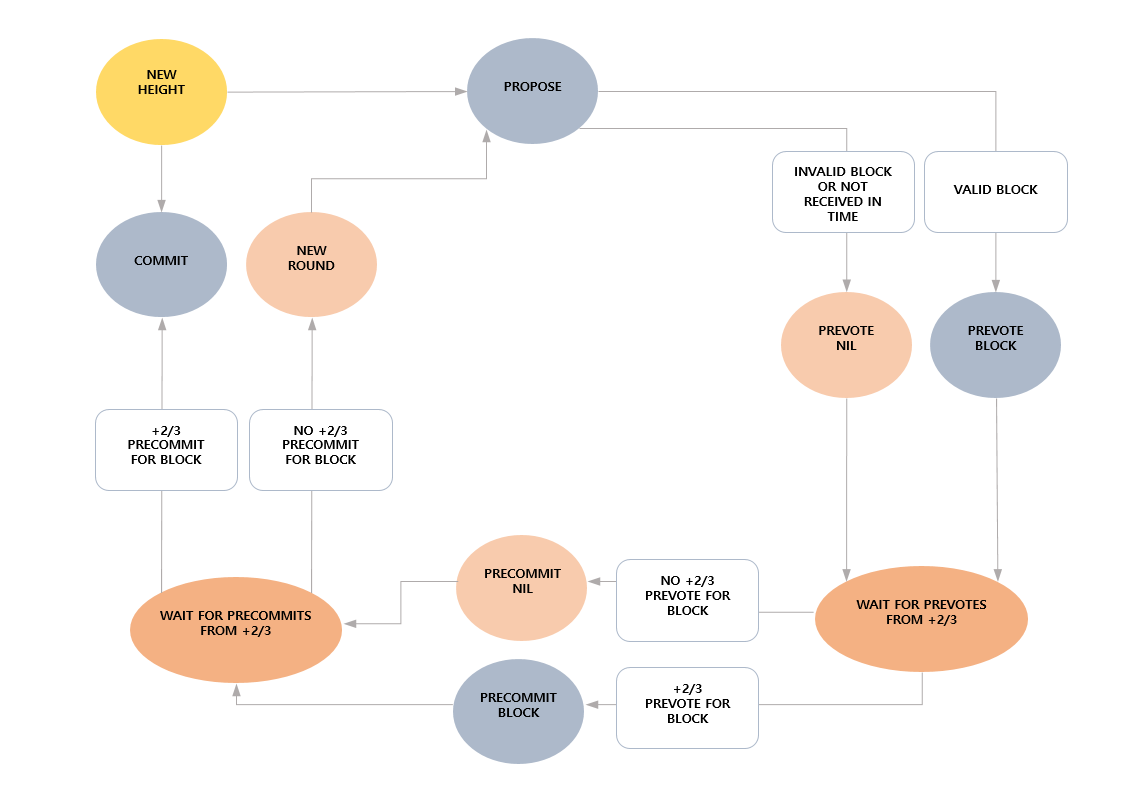 NEW
HEIGHT
PROPOSE
INVALID BLOCK
OR NOT
RECEIVED IN
TIME
VALID BLOCK
COMMIT
NEW
ROUND
PREVOTE
NIL
PREVOTE
BLOCK
+2/3
PRECOMMIT
FOR BLOCK
NO +2/3
PRECOMMIT
FOR BLOCK
PRECOMMIT
NIL
NO +2/3
PREVOTE FOR
BLOCK
WAIT FOR PREVOTES
FROM +2/3
WAIT FOR PRECOMMITS
FROM +2/3
PRECOMMIT
BLOCK
+2/3
PREVOTE FOR
BLOCK